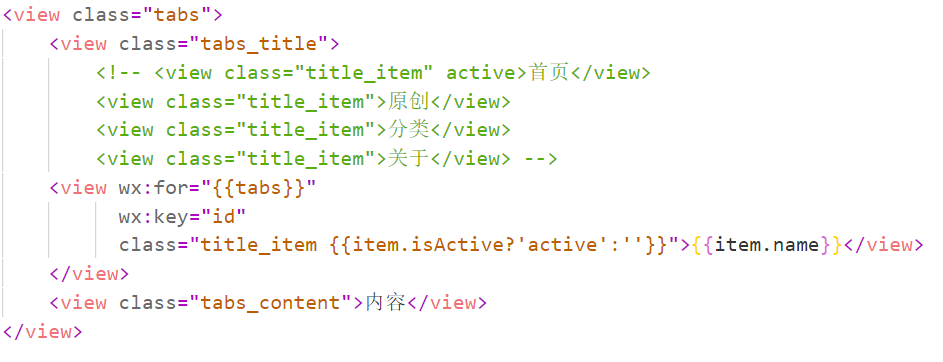 <view class="tabs">
    <view class="tabs_title">
        <!-- <view class="title_item" active>首页</view>
        <view class="title_item">原创</view>
        <view class="title_item">分类</view>
        <view class="title_item">关于</view> -->
    <view wx:for="{{tabs}}"
          wx:key="id"
          class="title_item {{item.isActive?'active':''}}">{{item.name}}</view>
    </view>
    <view class="tabs_content">内容</view>
</view>